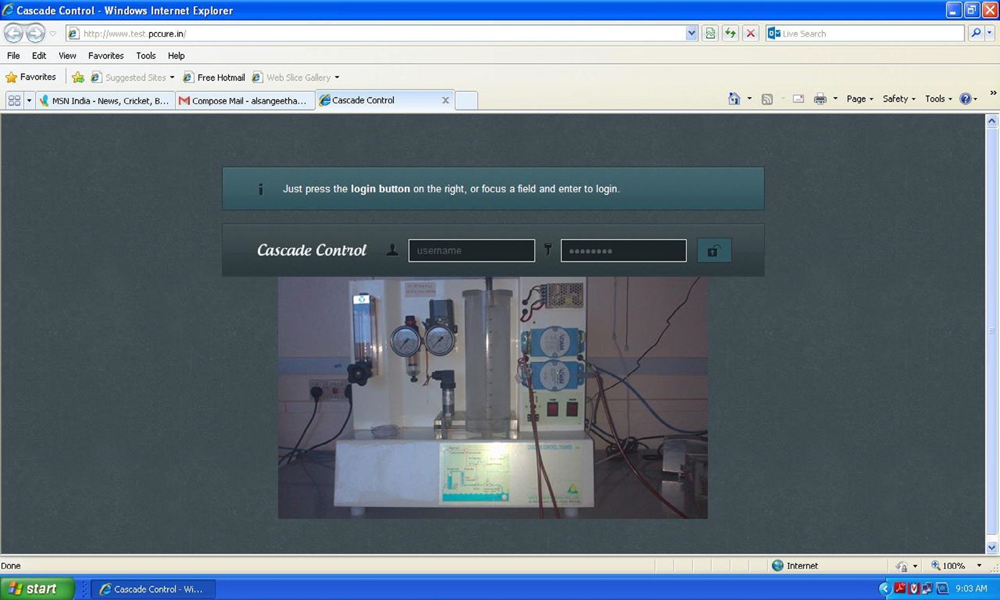 Cascade Control - Windows Internet Explorer
http://www.test.pccure.in/
Live Search
File Edit View Favorites Tools Help
Favorites Suggested Sites Free Hotmail Web Slice Gallery
MSN India - News, Cricket, B... Compose Mail - alsangeetha... Cascade Control
Page Safety Tools
Just press the login button on the right, or focus a field and enter to login.
Cascade Control username
ADAM
ADAM
Done Internet 100%
start Cascade Control - Wi... 9:03 AM